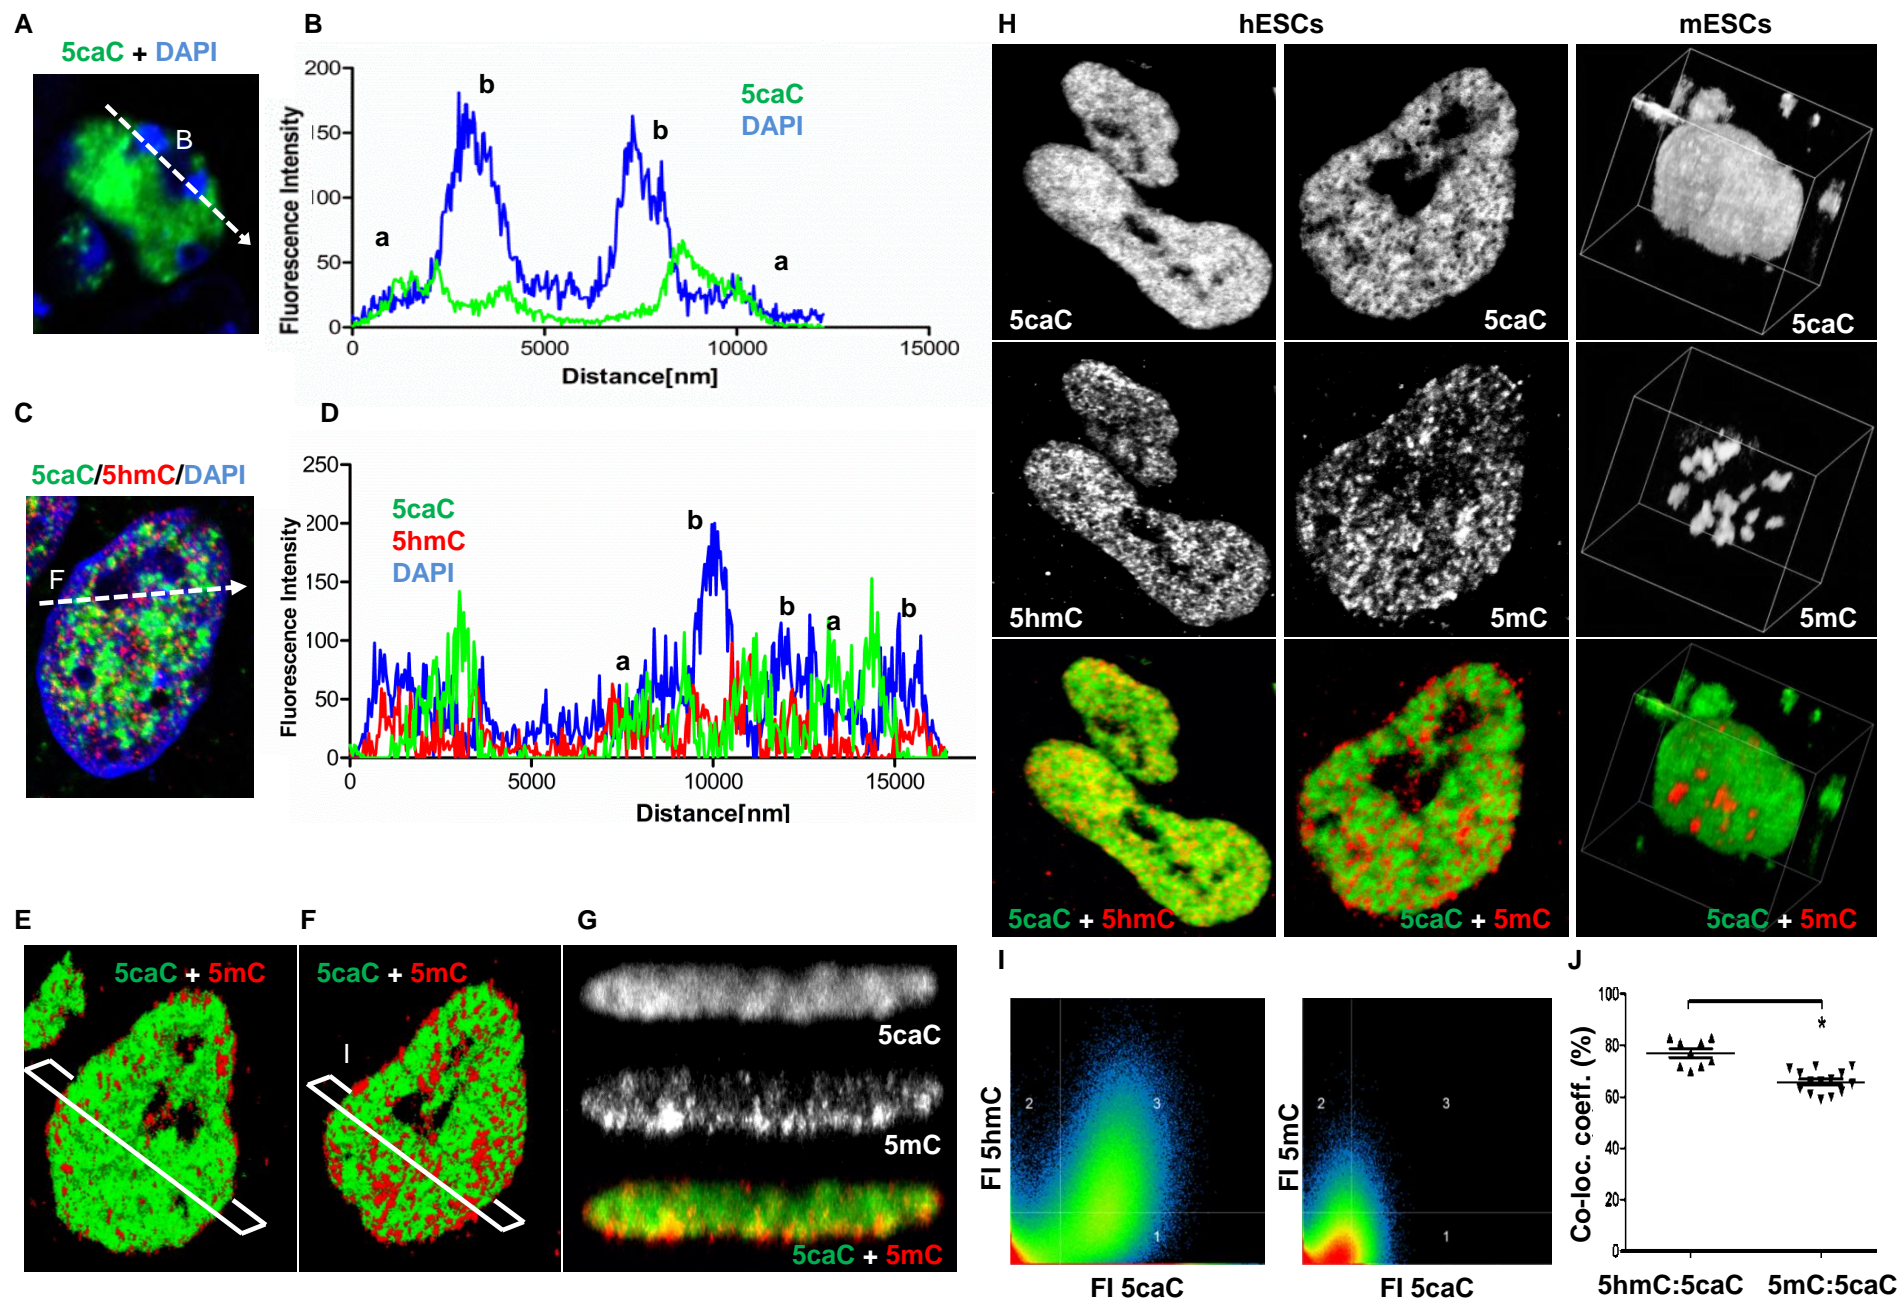 A
5caC + DAPI
B
B
Fluorescence Intensity
200
150
100
50
0
0
5000
10000
15000
Distance[nm]
a
b
b
a
5caC
DAPI
C
5caC/5hmC/DAPI
F
D
Fluorescence Intensity
250
200
150
100
50
0
0
5000
10000
15000
Distance[nm]
5caC
5hmC
DAPI
a
b
b
a
b
E
5caC + 5mC
F
5caC + 5mC
I
G
5caC
5mC
5caC + 5mC
H
hESCs
mESCs
5caC
5caC
5caC
5hmC
5mC
5mC
5caC + 5hmC
5caC + 5mC
5caC + 5mC
I
FI 5hmC
2
3
1
FI 5caC
FI 5mC
2
3
1
FI 5caC
J
Co-loc. coeff. (%)
100
80
60
40
20
0
*
5hmC:5caC
5mC:5caC